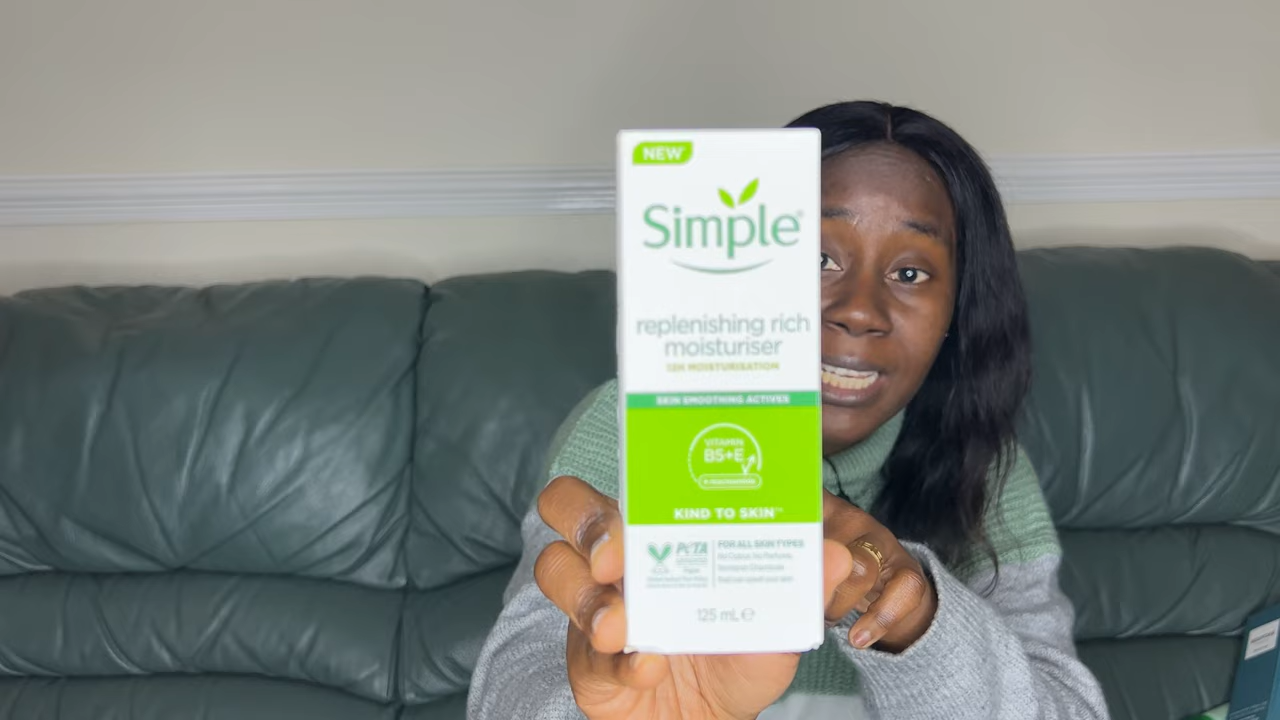 NEW
Simple
replenishing rich
moisturiser
12H MOISTURISATION
SKIN SMOOTHING ACTIVES
VITAMIN
B5+E
KIND TO SKIN™
PETA
FOR ALL SKIN TYPES
125 mL ℮